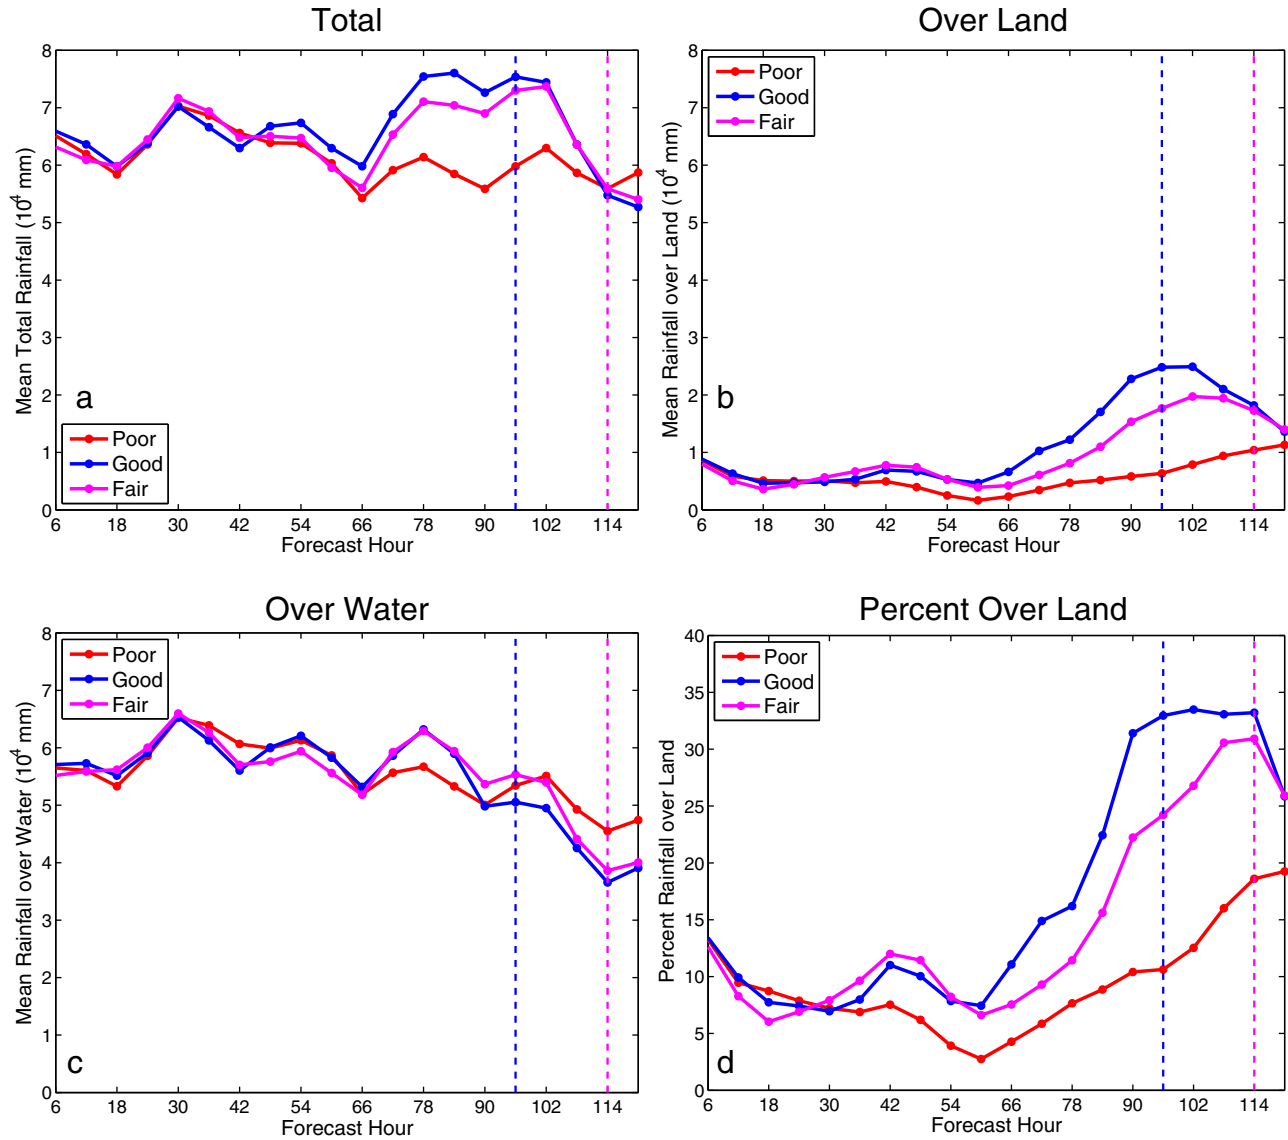 Total
Mean Total Rainfall (10⁴ mm)
8
7
6
5
4
3
2
1
0
a
Poor
Good
Fair
6 18 30 42 54 66 78 90 102 114
Forecast Hour
Over Land
Mean Rainfall over Land (10⁴ mm)
8
7
6
5
4
3
2
1
0
Poor
Good
Fair
b
6 18 30 42 54 66 78 90 102 114
Forecast Hour
Over Water
Mean Rainfall over Water (10⁴ mm)
8
7
6
5
4
3
2
1
0
Poor
Good
Fair
c
6 18 30 42 54 66 78 90 102 114
Forecast Hour
Percent Over Land
Percent Rainfall over Land
40
35
30
25
20
15
10
5
0
Poor
Good
Fair
d
6 18 30 42 54 66 78 90 102 114
Forecast Hour